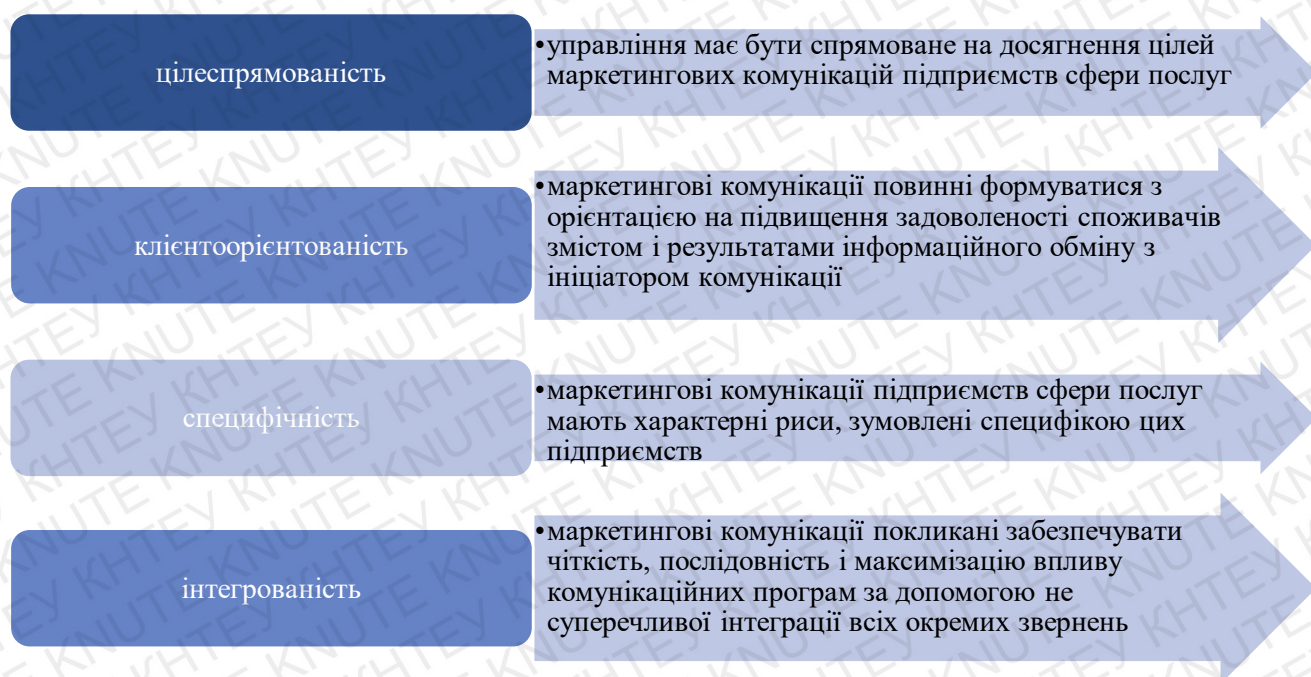 цілеспрямованість
•управління має бути спрямоване на досягнення цілей
маркетингових комунікацій підприємств сфери послуг
клієнтоорієнтованість
•маркетингові комунікації повинні формуватися з
орієнтацією на підвищення задоволеності споживачів
змістом і результатами інформаційного обміну з
ініціатором комунікації
специфічність
•маркетингові комунікації підприємств сфери послуг
мають характерні риси, зумовлені специфікою цих
підприємств
інтегрованість
•маркетингові комунікації покликані забезпечувати
чіткість, послідовність і максимізацію впливу
комунікаційних програм за допомогою не
суперечливої інтеграції всіх окремих звернень